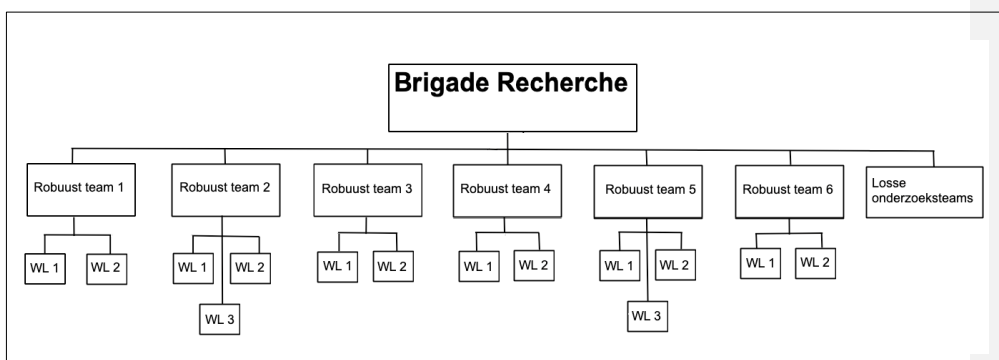 Brigade Recherche
Robuust team 1
Robuust team 2
Robuust team 3
Robuust team 4
Robuust team 5
Robuust team 6
Losse
onderzoeksteams
WL 1
WL 2
WL 1
WL 2
WL 3
WL 1
WL 2
WL 1
WL 2
WL 1
WL 2
WL 3
WL 1
WL 2